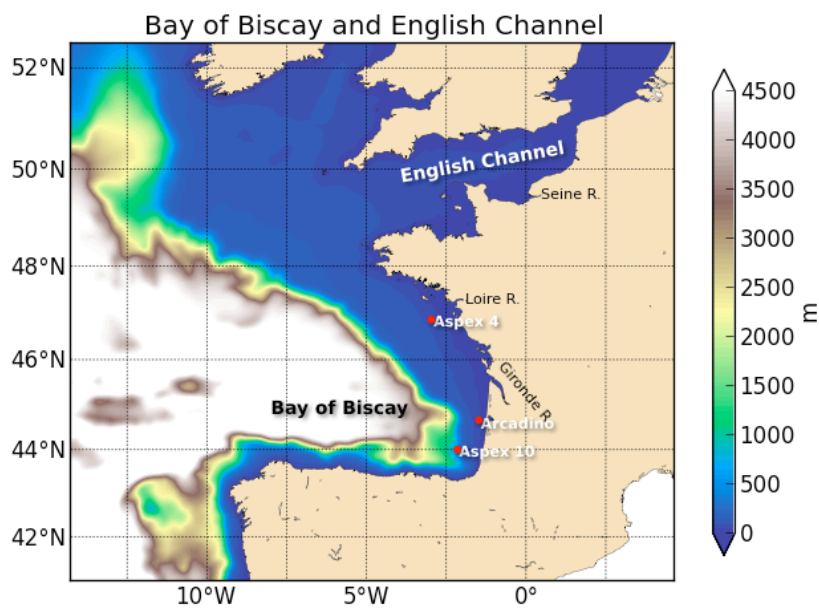 Bay of Biscay and English Channel
52°N
50°N
48°N
46°N
44°N
42°N
10°W
5°W
0°
English Channel
Seine R.
Loire R.
Aspex 4
Gironde R.
Bay of Biscay
Arcadino
Aspex 10
4500
4000
3500
3000
2500
2000
1500
1000
500
0
m